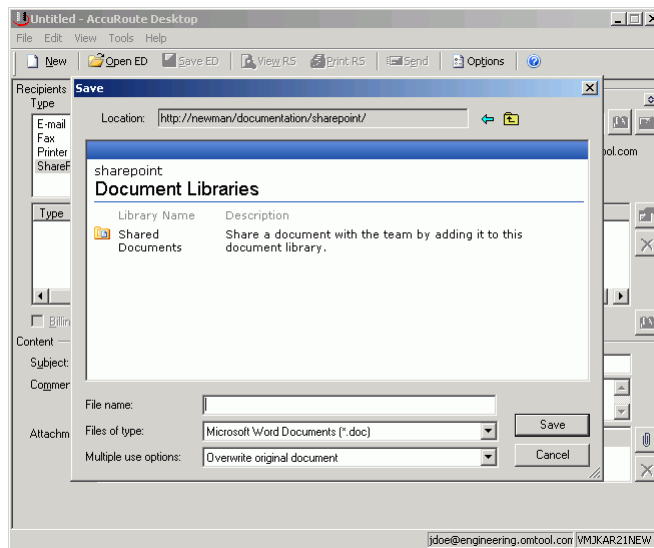 Untitled - AccuRoute Desktop
File Edit View Tools Help
New Open ED Save ED View RS Print RS Send Options
Recipients
Save
Type
Location: http://newman/documentation/sharepoint/
E-mail
Fax
Printer
ool.com
ShareP
sharepoint
Document Libraries
Library Name Description
Type
Shared Documents
Share a document with the team by adding it to this
document library.
Billin
Content
Subject:
Commen
File name:
Files of type: Microsoft Word Documents (*.doc) Save
Attachm
Multiple use options: Overwrite original document Cancel
jdoe@engineering.omtool.com VMJKAR21NEW